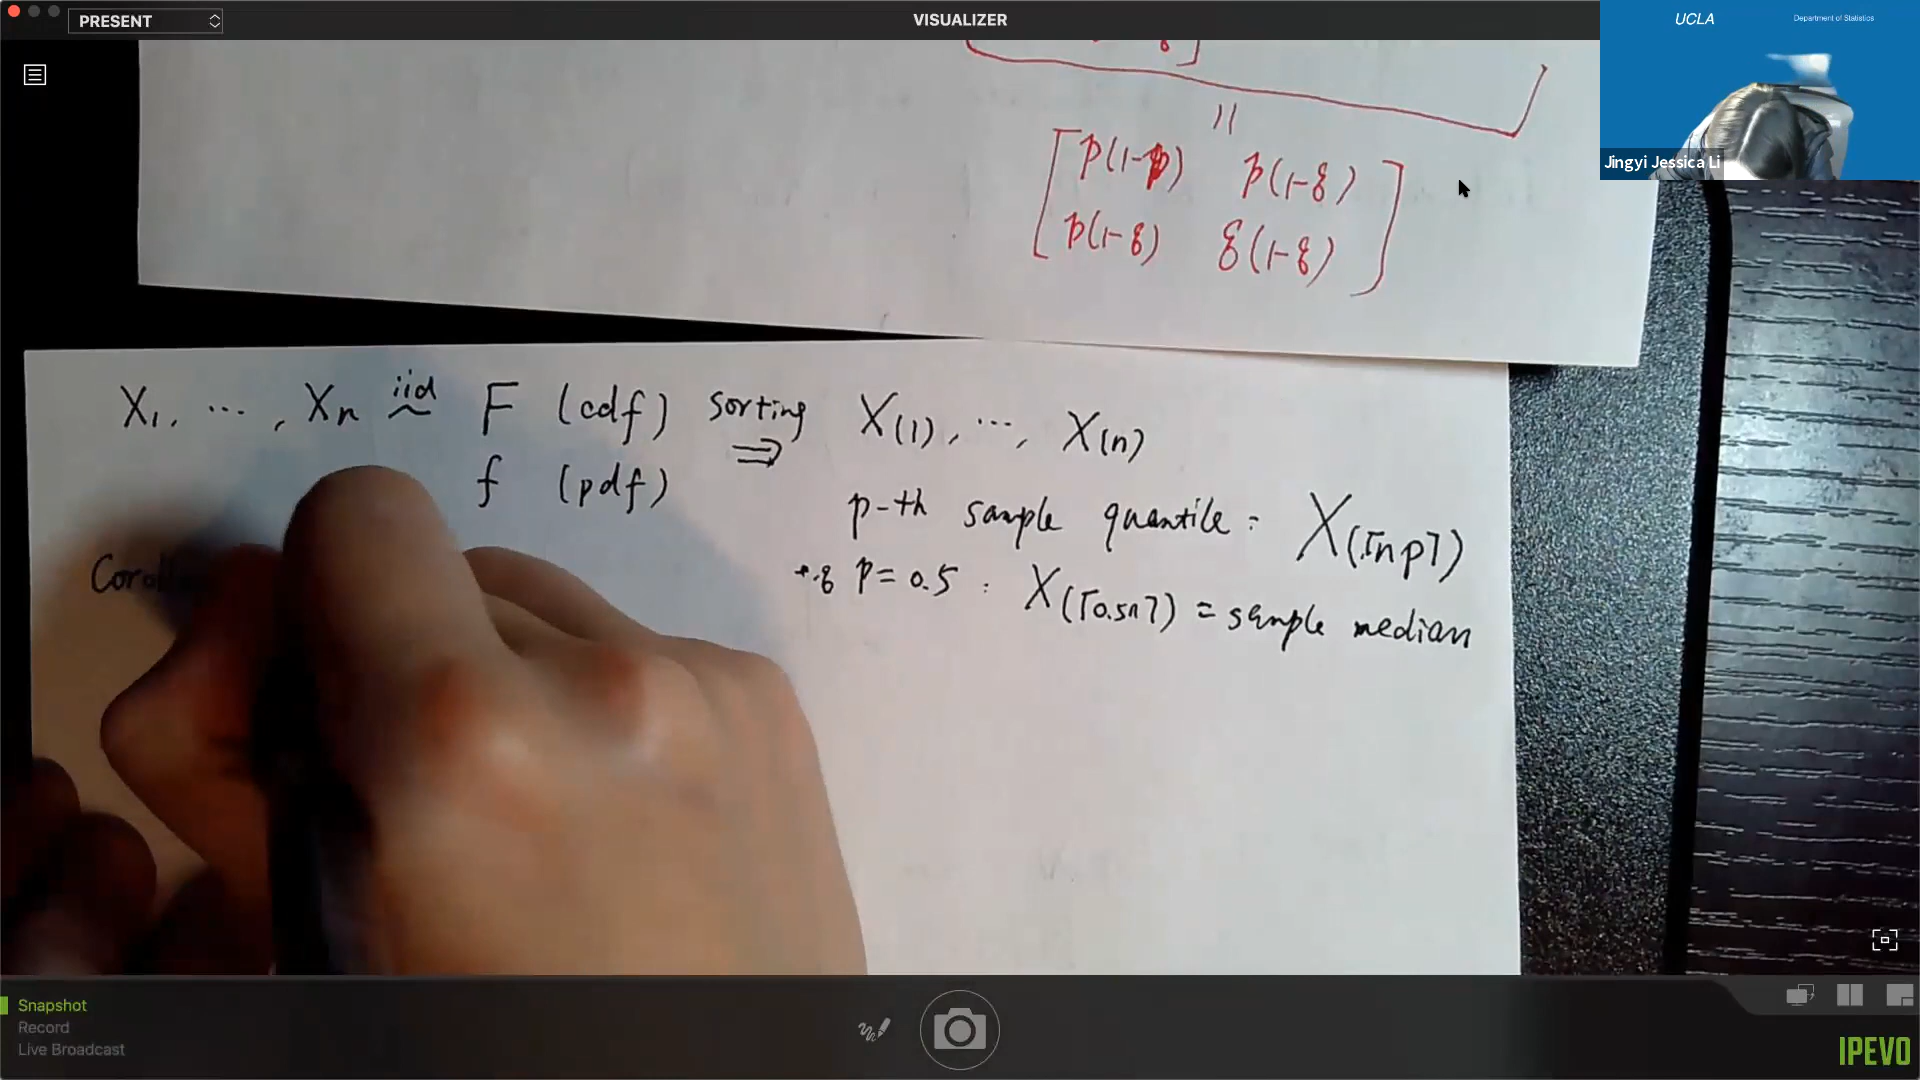 PRESENT
VISUALIZER
UCLA
Department of Statistics
Jingyi Jessica Li
||
[p(1-p) p(1-q)
p(1-q) q(1-q)]
X1, ..., Xn iid ~ F (cdf) sorting ⇒ X(1), ..., X(n)
f (pdf)
p-th sample quantile: X(⌈np⌉)
e.g. p = 0.5 : X(⌈0.5n⌉) = sample median
Snapshot
Record
Live Broadcast
IPEVO